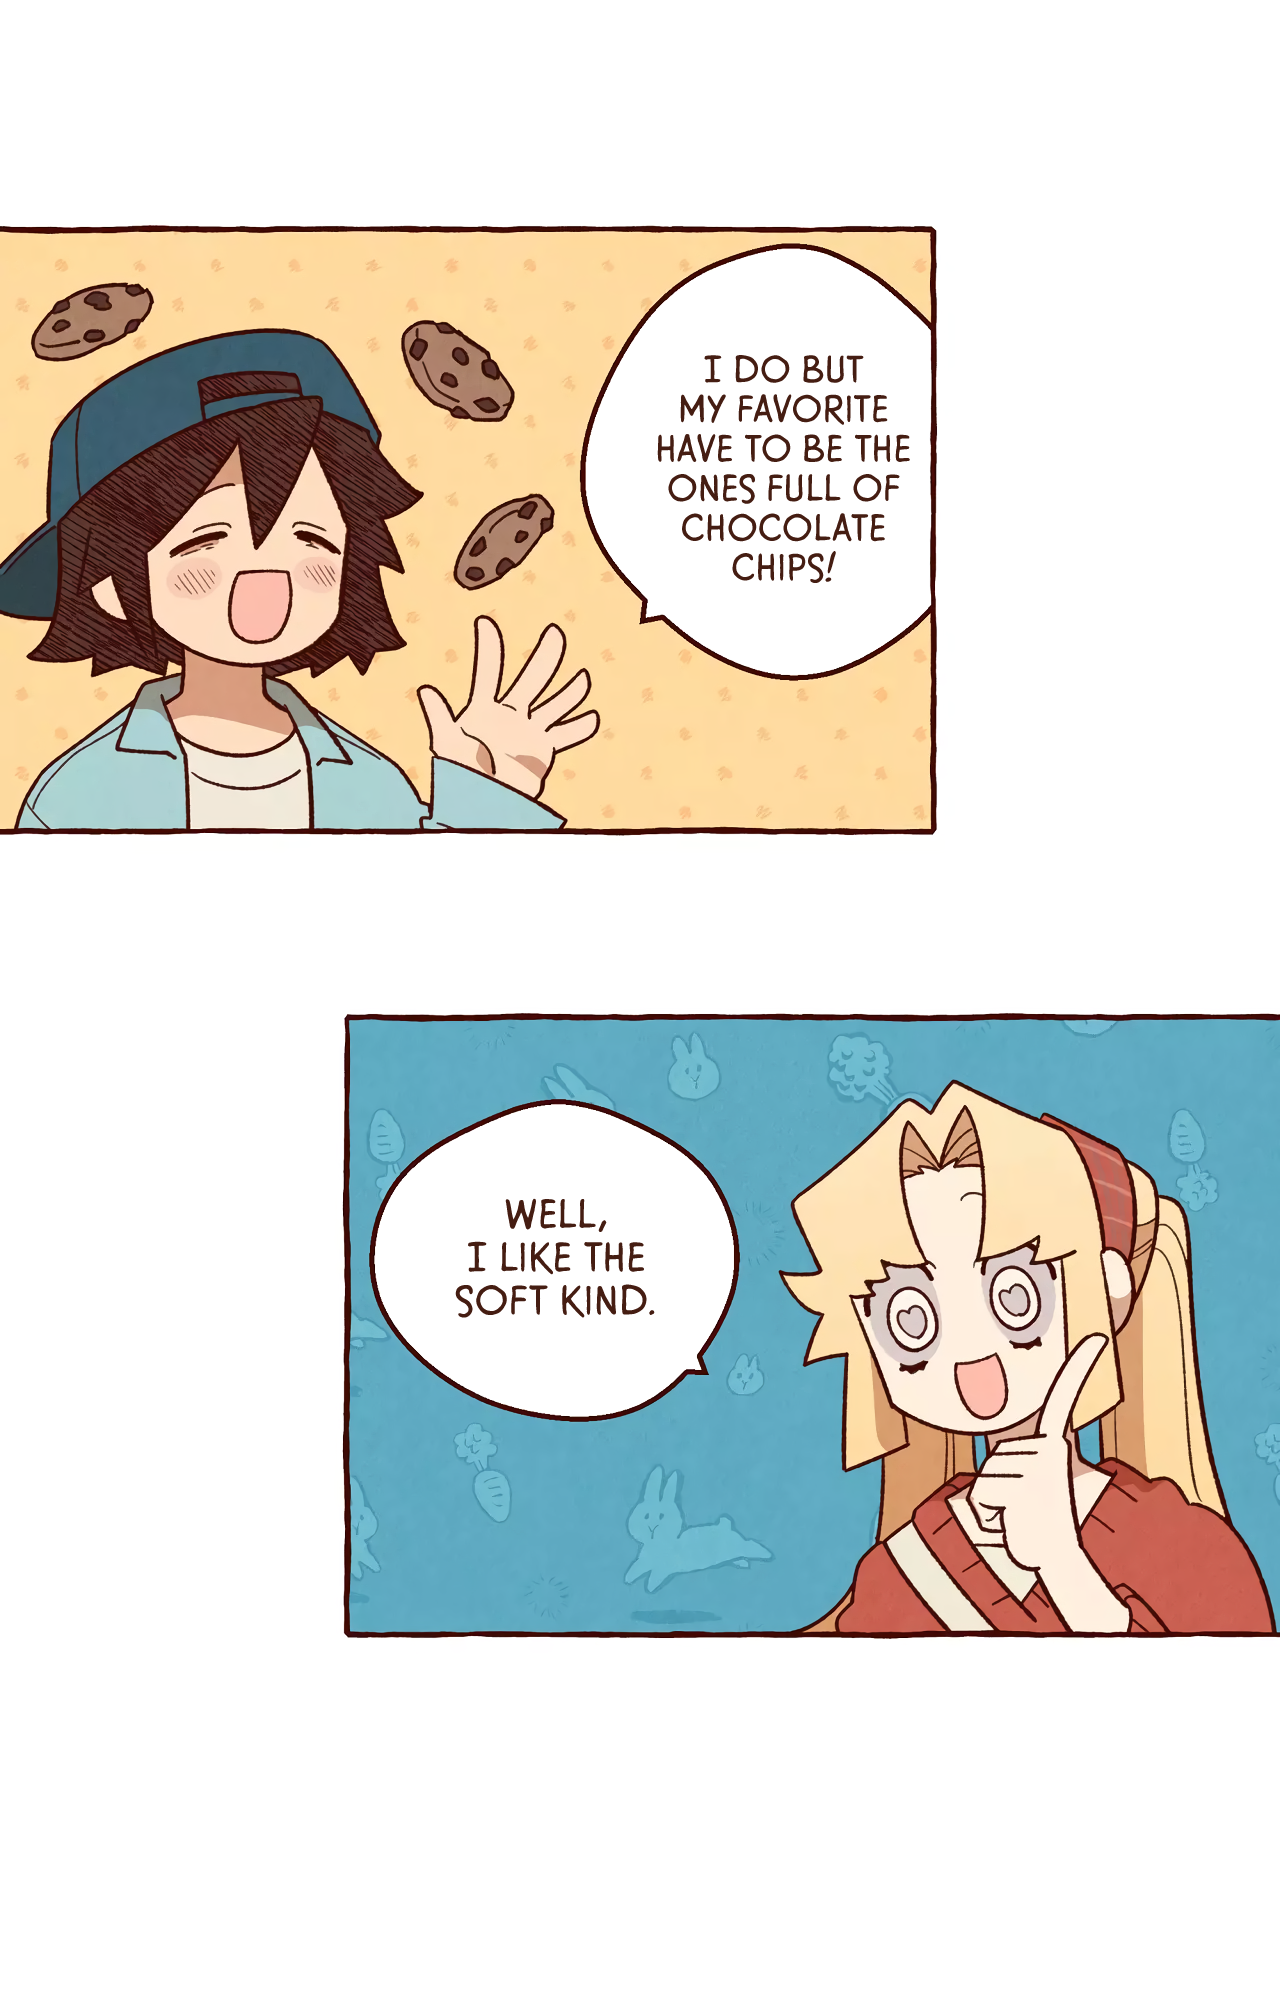 I DO BUT
MY FAVORITE
HAVE TO BE THE
ONES FULL OF
CHOCOLATE
CHIPS!
WELL,
I LIKE THE
SOFT KIND.